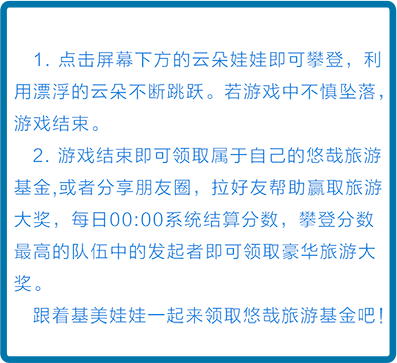 1. 点击屏幕下方的云朵娃娃即可攀登，利
用漂浮的云朵不断跳跃。若游戏中不慎坠落，
游戏结束。
2. 游戏结束即可领取属于自己的悠哉旅游
基金,或者分享朋友圈，拉好友帮助赢取旅游
大奖，每日00:00系统结算分数，攀登分数
最高的队伍中的发起者即可领取豪华旅游大
奖。
跟着基美娃娃一起来领取悠哉旅游基金吧！